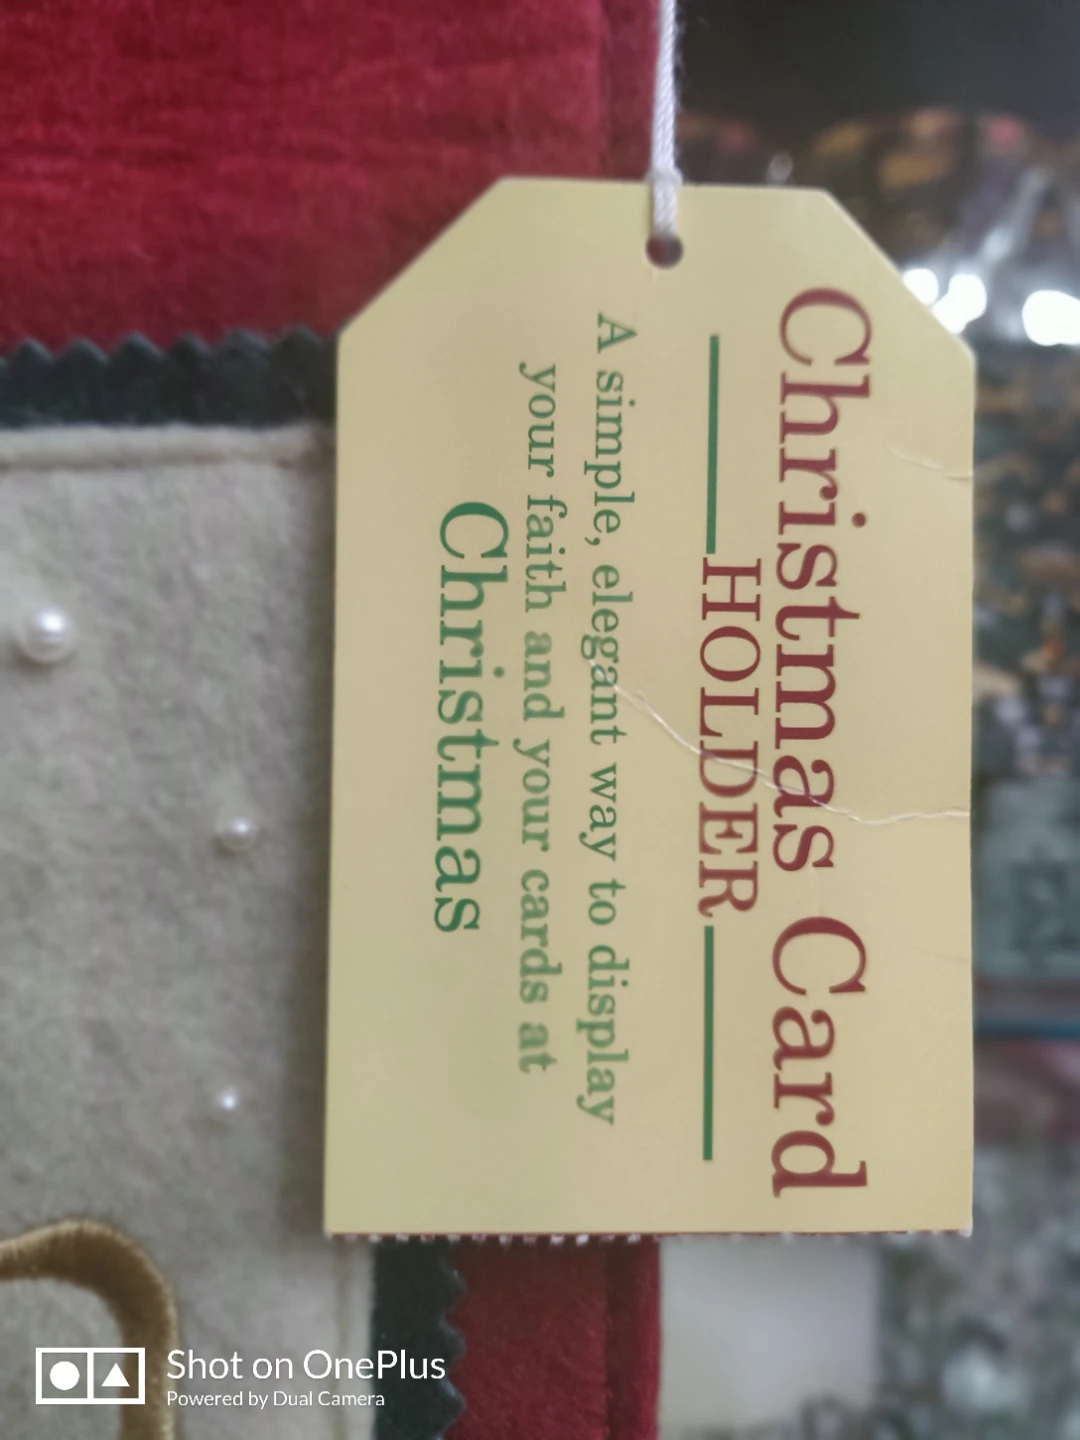 Christmas Card
HOLDER
A simple, elegant way to display
your faith and your cards at
Christmas
Shot on OnePlus
Powered by Dual Camera